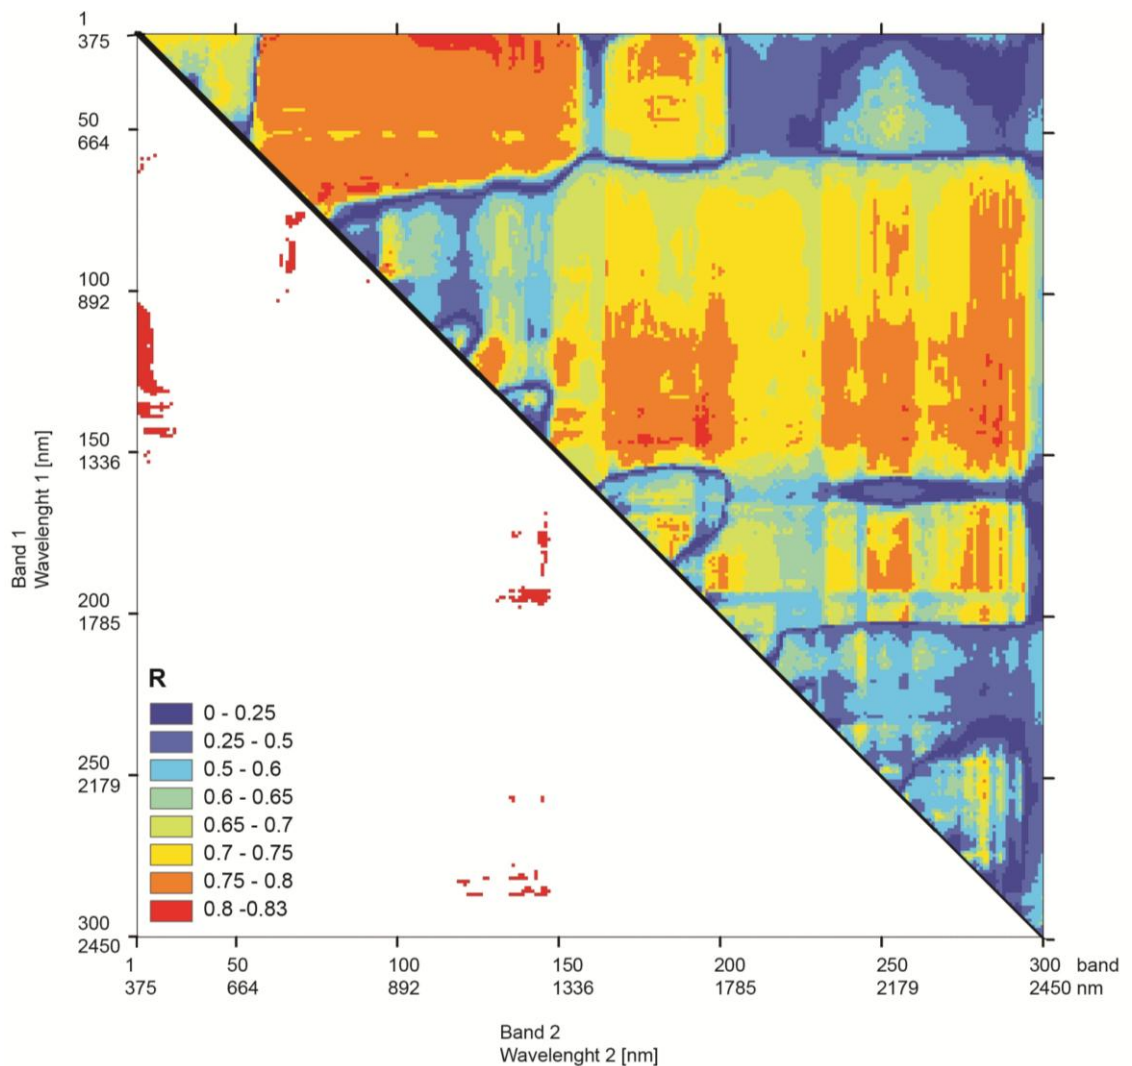 1
375
50
664
100
892
150
1336
200
1785
250
2179
300
2450
Band 1
Wavelenght 1 [nm]
R
0 - 0.25
0.25 - 0.5
0.5 - 0.6
0.6 - 0.65
0.65 - 0.7
0.7 - 0.75
0.75 - 0.8
0.8 -0.83
1 50 100 150 200 250 300 band
375 664 892 1336 1785 2179 2450 nm
Band 2
Wavelenght 2 [nm]